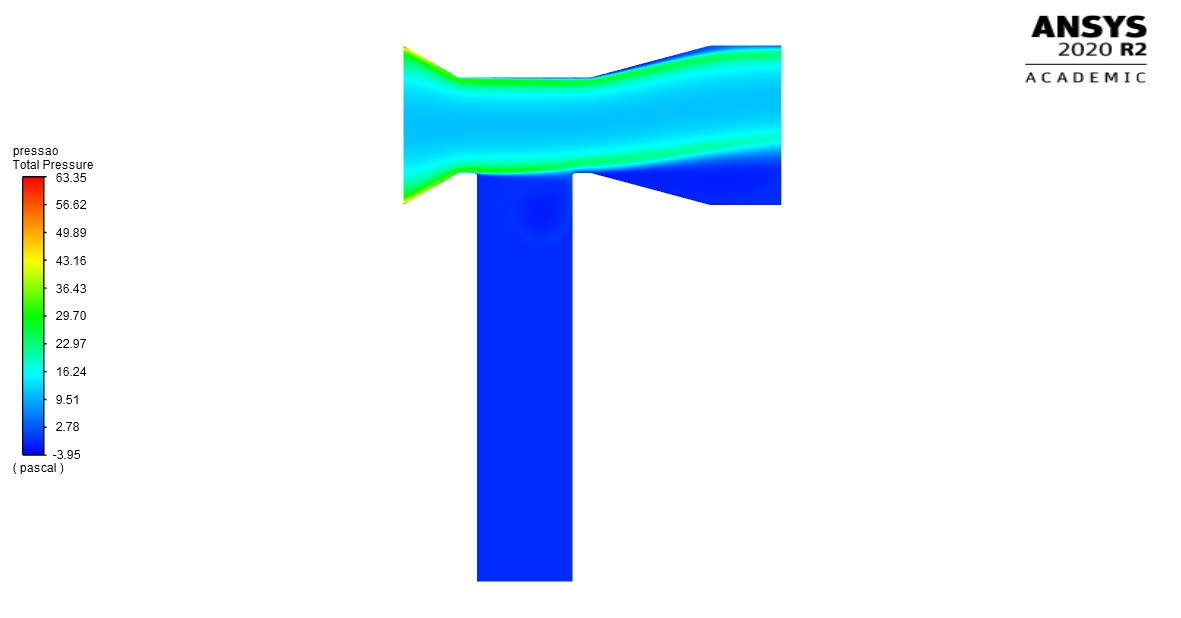 ANSYS
2020 R2
ACADEMIC
pressao
Total Pressure
63.35
56.62
49.89
43.16
36.43
29.70
22.97
16.24
9.51
2.78
-3.95
( pascal )